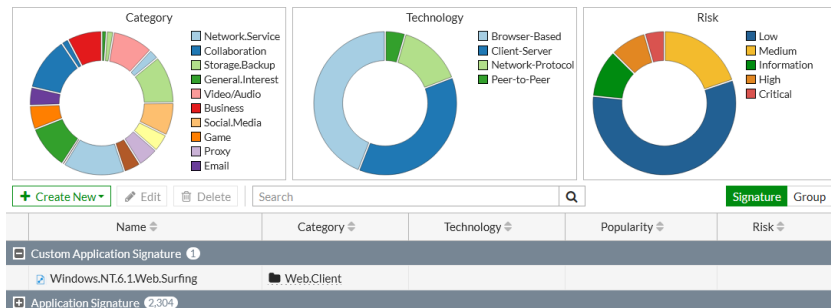 Category
Network.Service
Collaboration
Storage.Backup
General.Interest
Video/Audio
Business
Social.Media
Game
Proxy
Email
Technology
Browser-Based
Client-Server
Network-Protocol
Peer-to-Peer
Risk
Low
Medium
Information
High
Critical
+ Create New Edit Delete Search Signature Group
Name Category Technology Popularity Risk
Custom Application Signature 1
Windows.NT.6.1.Web.Surfing Web.Client
Application Signature 2,304